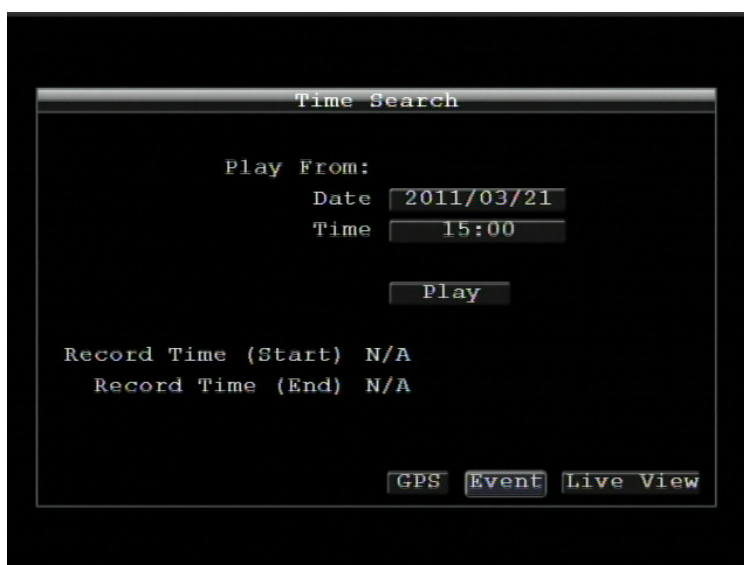 Time Search
Play From:
Date 2011/03/21
Time 15:00
Play
Record Time (Start) N/A
Record Time (End) N/A
GPS Event Live View